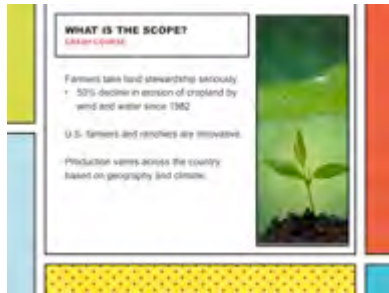 WHAT IS THE SCOPE?
CRASH COURSE
Farmers take land stewardship seriously.
• 50% decline in erosion of cropland by
wind and water since 1982
U.S. farmers and ranchers are innovative.
Production varies across the country
based on geography and climate.